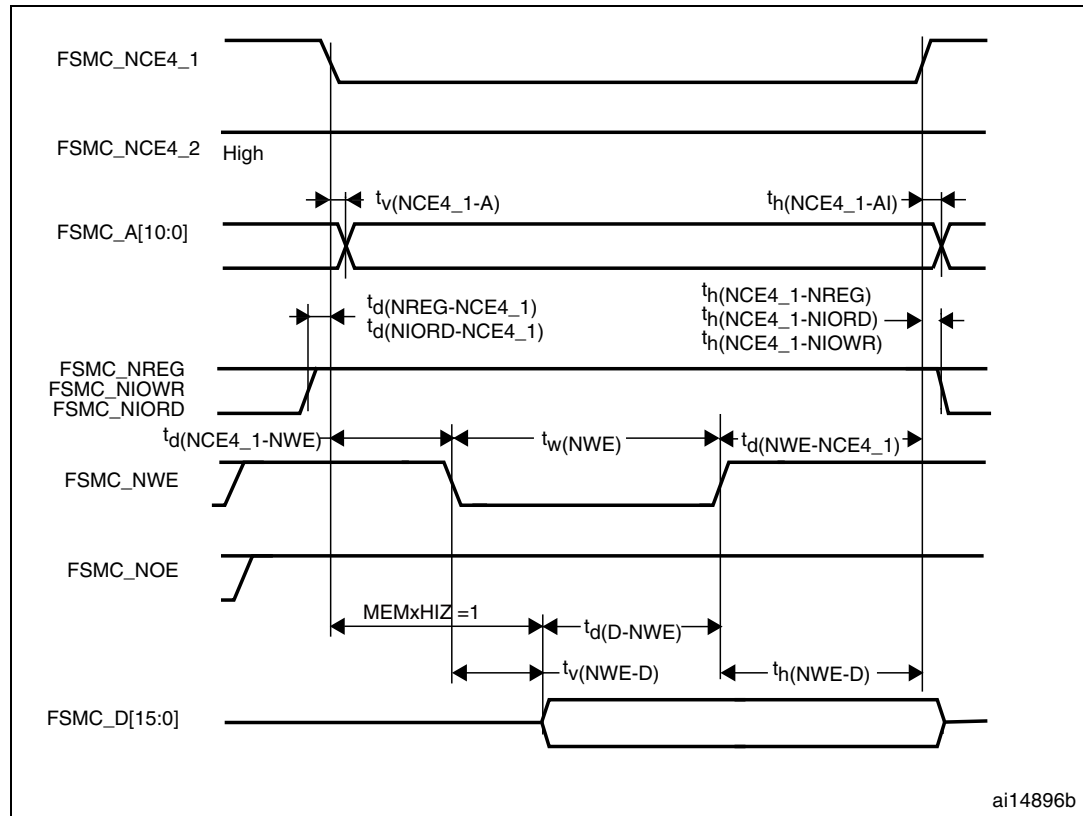 FSMC_NCE4_1
FSMC_NCE4_2 High
tv(NCE4_1-A)
th(NCE4_1-AI)
FSMC_A[10:0]
td(NREG-NCE4_1)
td(NIORD-NCE4_1)
th(NCE4_1-NREG)
th(NCE4_1-NIORD)
th(NCE4_1-NIOWR)
FSMC_NREG
FSMC_NIOWR
FSMC_NIORD
td(NCE4_1-NWE)
tw(NWE)
td(NWE-NCE4_1)
FSMC_NWE
FSMC_NOE
MEMxHIZ =1
td(D-NWE)
tv(NWE-D)
th(NWE-D)
FSMC_D[15:0]
ai14896b